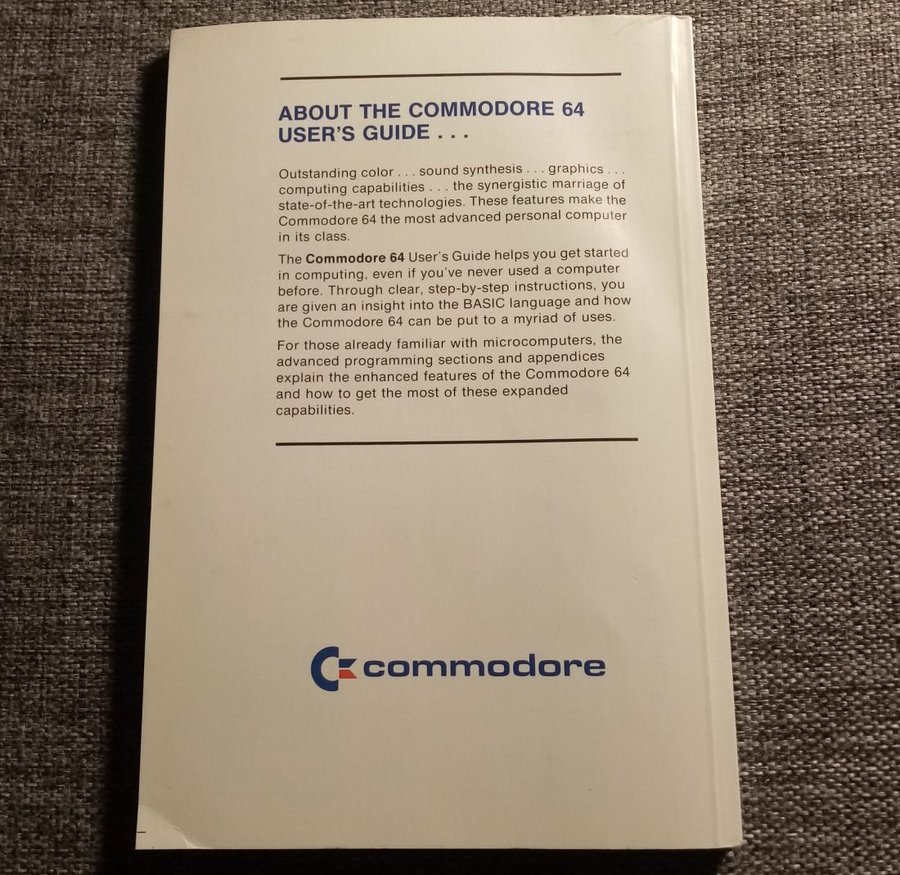 ABOUT THE COMMODORE 64
USER'S GUIDE . . .
Outstanding color . . . sound synthesis . . . graphics . . .
computing capabilities . . . the synergistic marriage of
state-of-the-art technologies. These features make the
Commodore 64 the most advanced personal computer
in its class.
The Commodore 64 User's Guide helps you get started
in computing, even if you've never used a computer
before. Through clear, step-by-step instructions, you
are given an insight into the BASIC language and how
the Commodore 64 can be put to a myriad of uses.
For those already familiar with microcomputers, the
advanced programming sections and appendices
explain the enhanced features of the Commodore 64
and how to get the most of these expanded
capabilities.
commodore